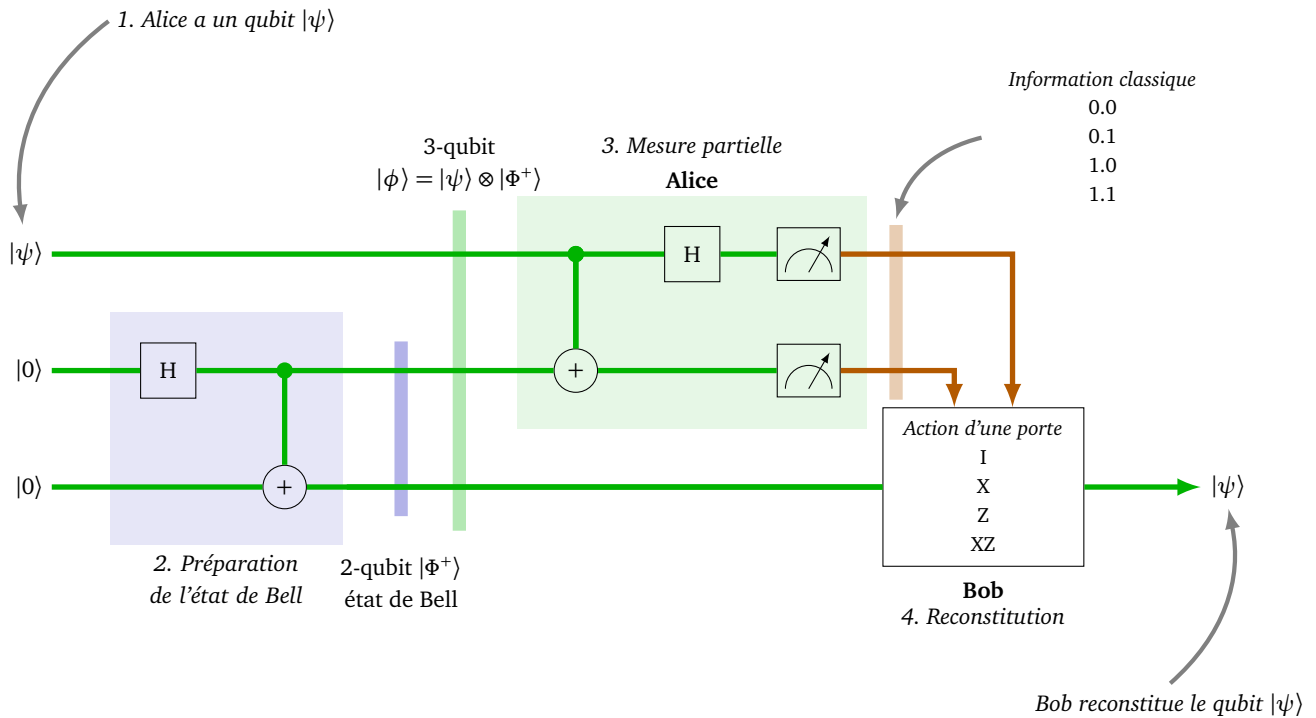 1. Alice a un qubit |ψ⟩
Information classique
0.0
0.1
1.0
1.1
3-qubit
|ϕ⟩ = |ψ⟩ ⊗ |Φ⁺⟩
3. Mesure partielle
Alice
|ψ⟩
H
|0⟩
H
+
|0⟩
+
Action d'une porte
I
X
Z
XZ
|ψ⟩
2. Préparation
de l'état de Bell
2-qubit |Φ⁺⟩
état de Bell
Bob
4. Reconstitution
Bob reconstitue le qubit |ψ⟩